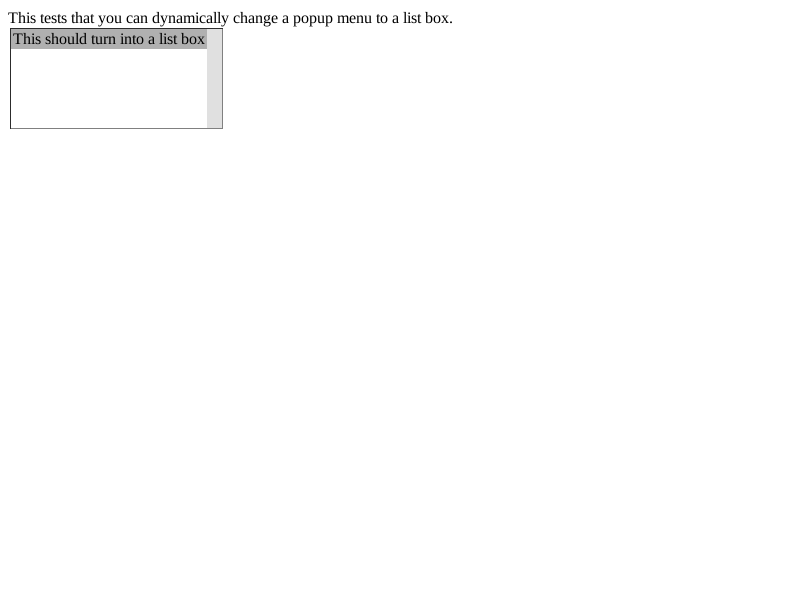 This tests that you can dynamically change a popup menu to a list box.
This should turn into a list box